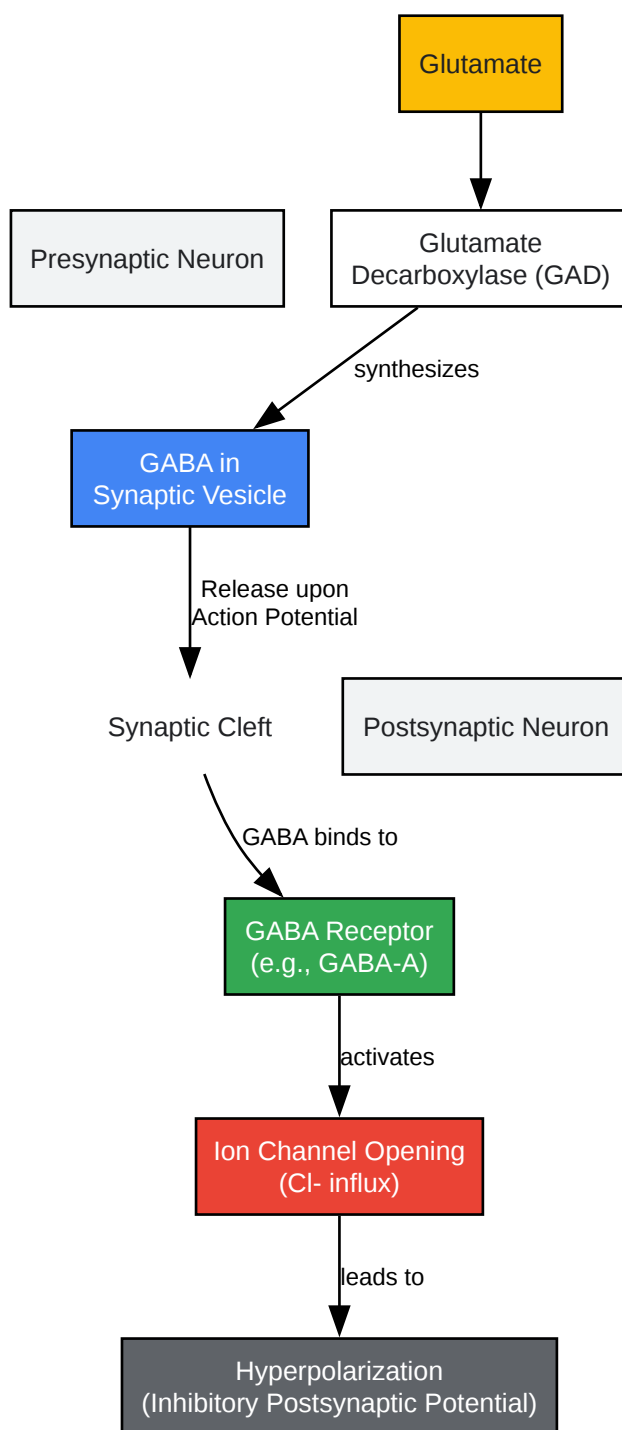 Glutamate
Presynaptic Neuron
Glutamate
Decarboxylase (GAD)
synthesizes
GABA in
Synaptic Vesicle
Release upon
Action Potential
Synaptic Cleft
Postsynaptic Neuron
GABA binds to
GABA Receptor
(e.g., GABA-A)
activates
Ion Channel Opening
(Cl- influx)
leads to
Hyperpolarization
(Inhibitory Postsynaptic Potential)